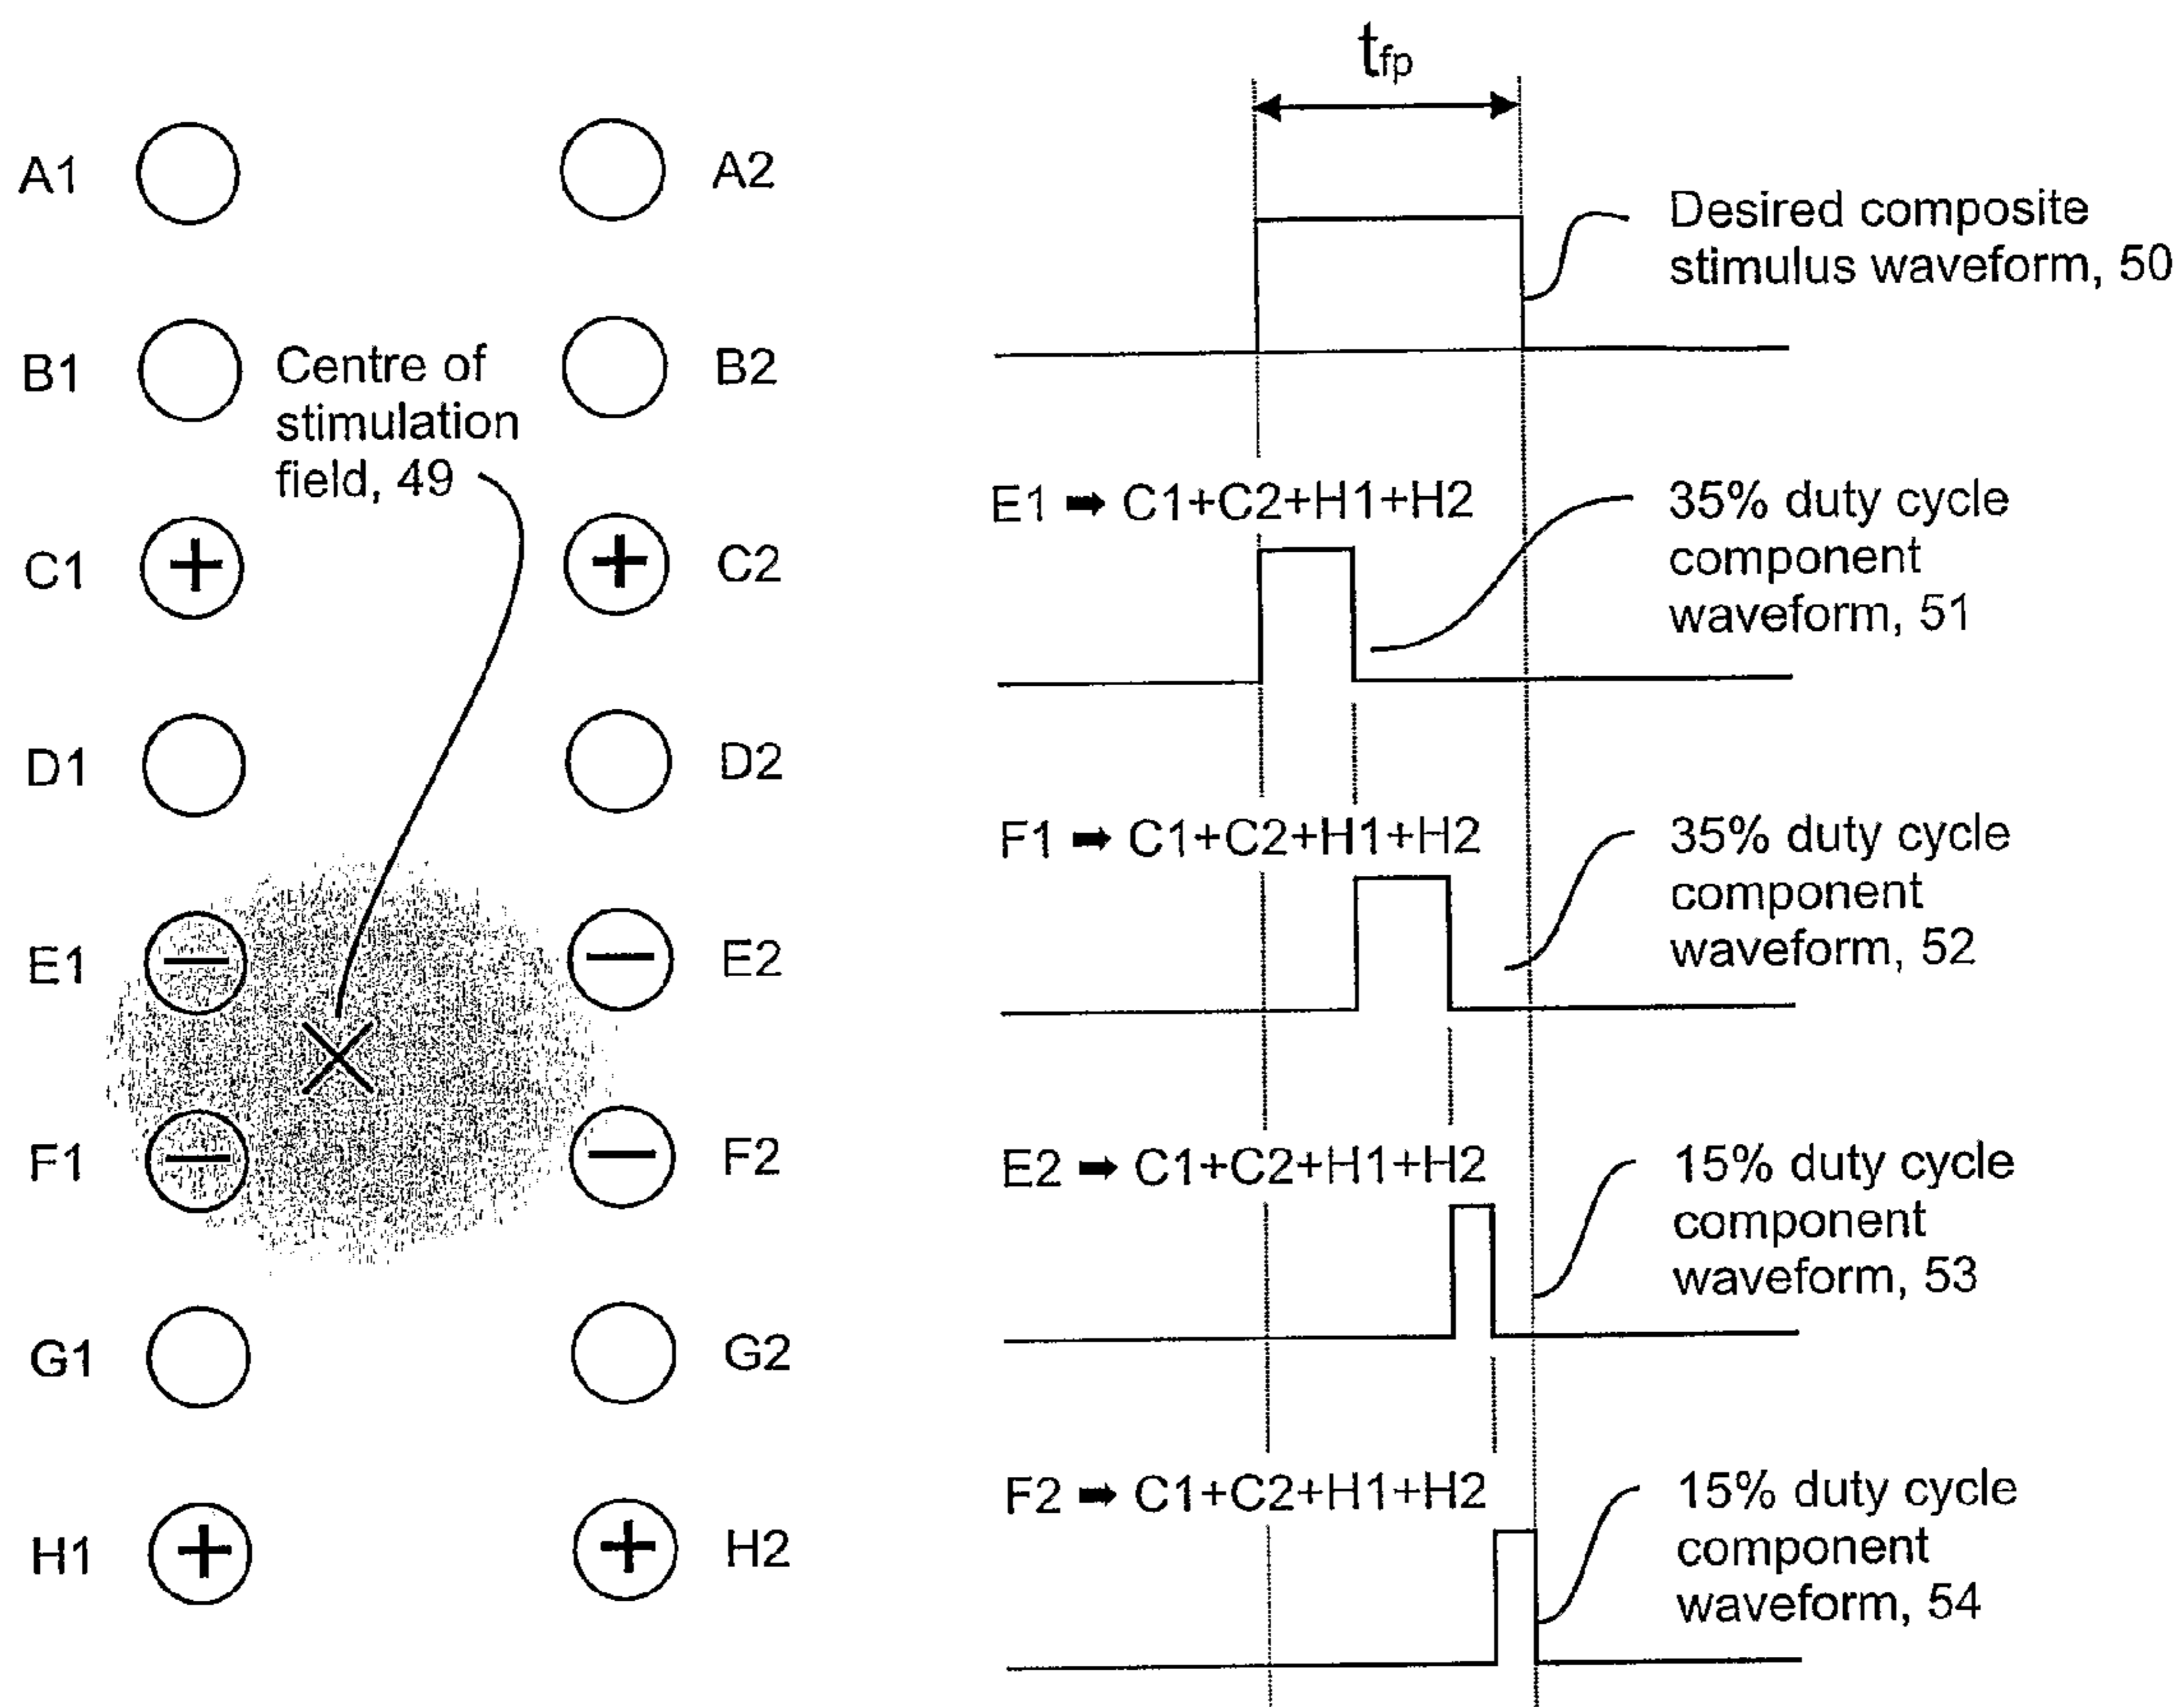 A1
A2
B1
B2
Centre of
stimulation
field, 49
C1
+
+
C2
D1
D2
E1
−
−
E2
F1
−
−
F2
G1
G2
H1
+
+
H2
tfp
Desired composite
stimulus waveform, 50
E1 ➡ C1+C2+H1+H2
35% duty cycle
component
waveform, 51
F1 ➡ C1+C2+H1+H2
35% duty cycle
component
waveform, 52
E2 ➡ C1+C2+H1+H2
15% duty cycle
component
waveform, 53
F2 ➡ C1+C2+H1+H2
15% duty cycle
component
waveform, 54